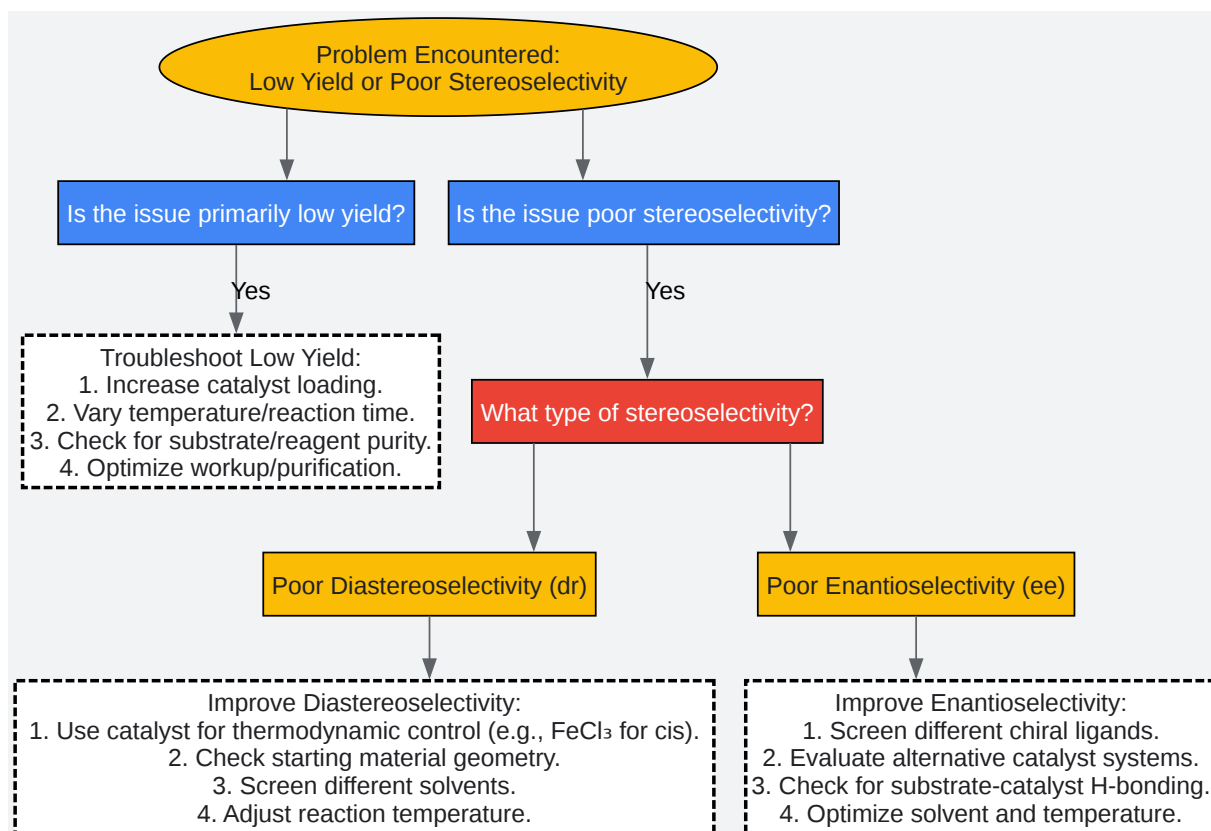 Problem Encountered:
Low Yield or Poor Stereoselectivity
Is the issue primarily low yield?
Is the issue poor stereoselectivity?
Yes
Yes
Troubleshoot Low Yield:
1. Increase catalyst loading.
2. Vary temperature/reaction time.
3. Check for substrate/reagent purity.
4. Optimize workup/purification.
What type of stereoselectivity?
Poor Diastereoselectivity (dr)
Poor Enantioselectivity (ee)
Improve Diastereoselectivity:
1. Use catalyst for thermodynamic control (e.g., FeCl₃ for cis).
2. Check starting material geometry.
3. Screen different solvents.
4. Adjust reaction temperature.
Improve Enantioselectivity:
1. Screen different chiral ligands.
2. Evaluate alternative catalyst systems.
3. Check for substrate-catalyst H-bonding.
4. Optimize solvent and temperature.